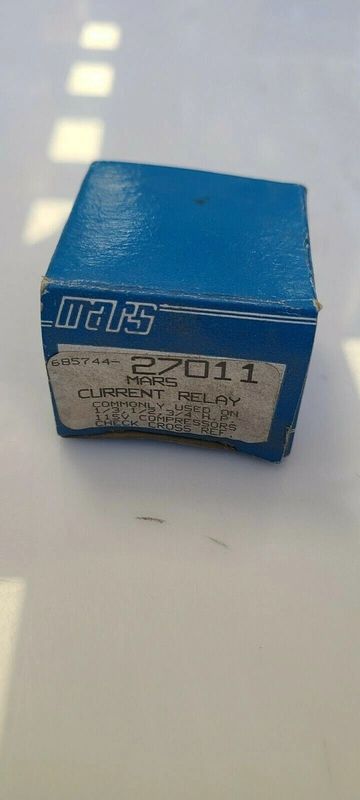 mars
685744-27011
MARS
CURRENT RELAY
COMMONLY USED ON
1/3,1/2,3/4 H.P.
115V COMPRESSORS
CHECK CROSS REF.